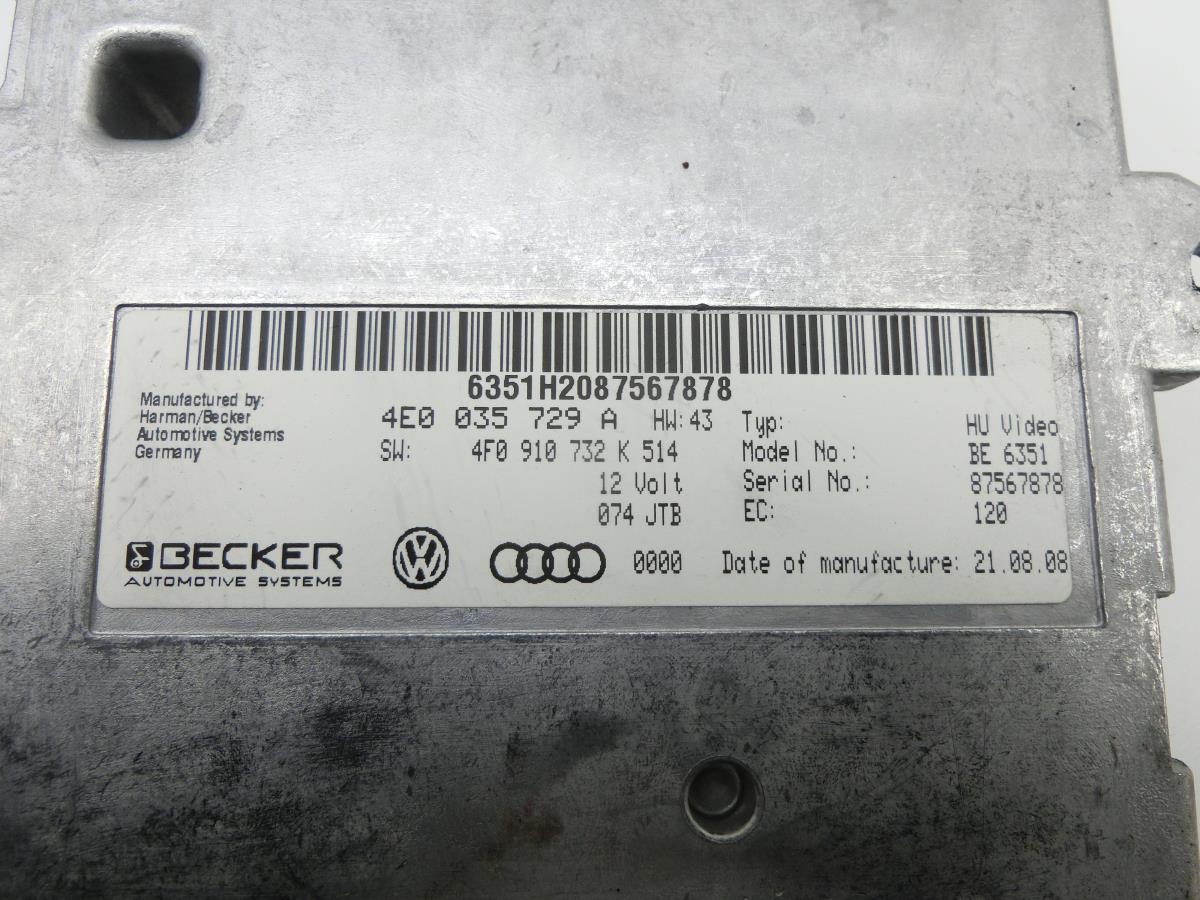 6351H2087567878
Manufactured by:
Harman/Becker
Automotive Systems
Germany
4E0 035 729 A HW:43
SW: 4F0 910 732 K 514
12 Volt
074 JTB
Typ: HU Video
Model No.: BE 6351
Serial No.: 87567878
EC: 120
BECKER
AUTOMOTIVE SYSTEMS
VW
0000 Date of manufacture: 21.08.08